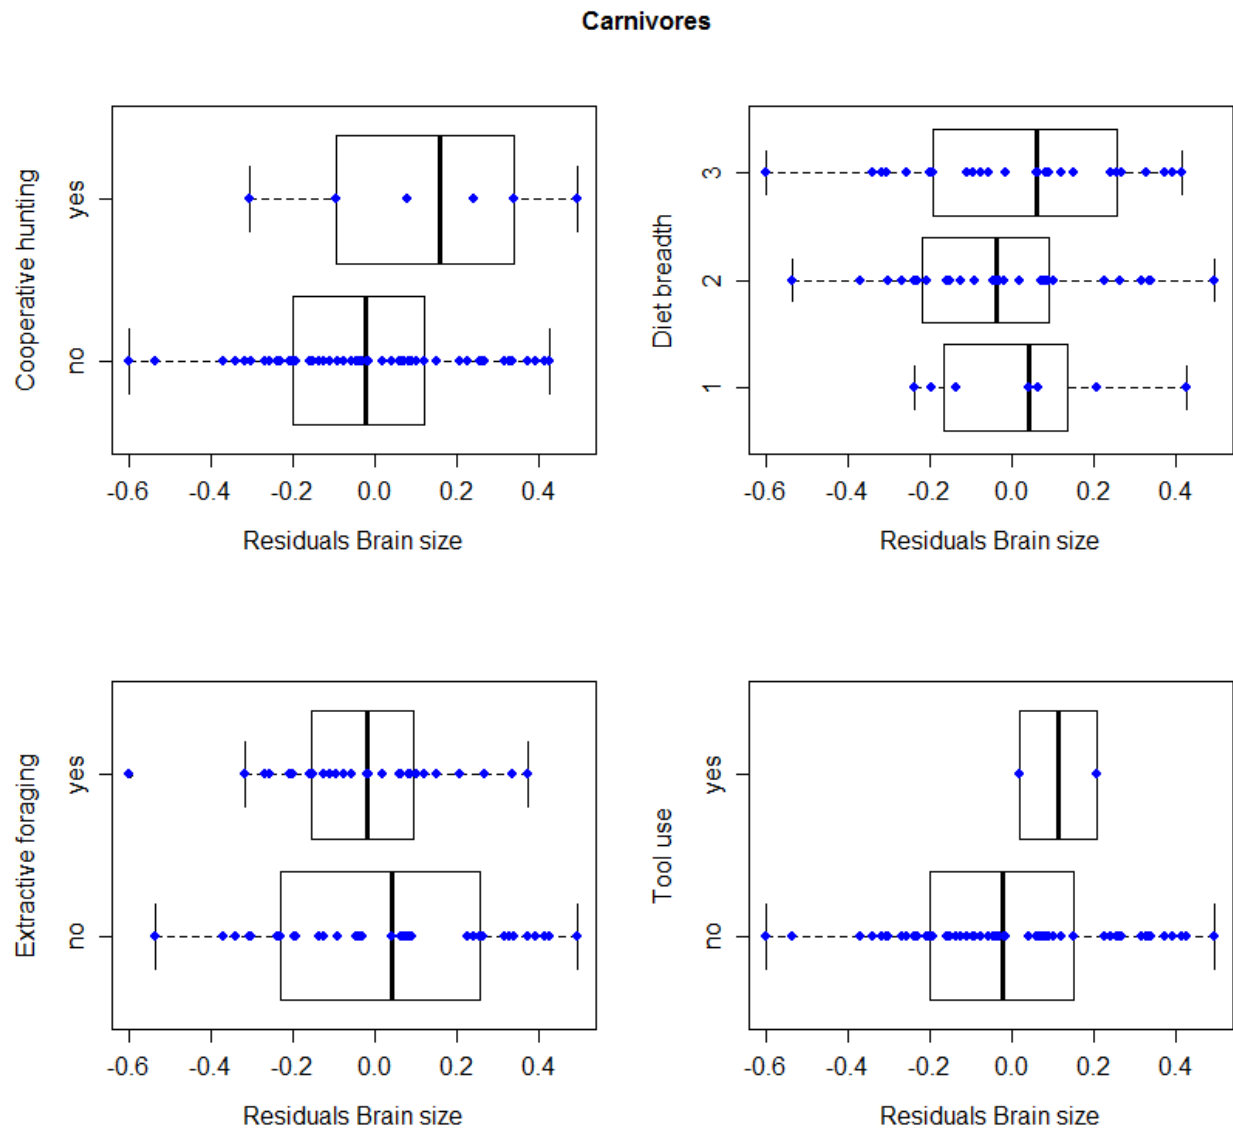 Carnivores
Cooperative hunting
yes
no
-0.6 -0.4 -0.2 0.0 0.2 0.4
Residuals Brain size
Diet breadth
3
2
1
-0.6 -0.4 -0.2 0.0 0.2 0.4
Residuals Brain size
Extractive foraging
yes
no
-0.6 -0.4 -0.2 0.0 0.2 0.4
Residuals Brain size
Tool use
yes
no
-0.6 -0.4 -0.2 0.0 0.2 0.4
Residuals Brain size